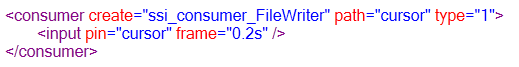 <consumer create="ssi_consumer_FileWriter" path="cursor" type="1">
<input pin="cursor" frame="0.2s" />
</consumer>